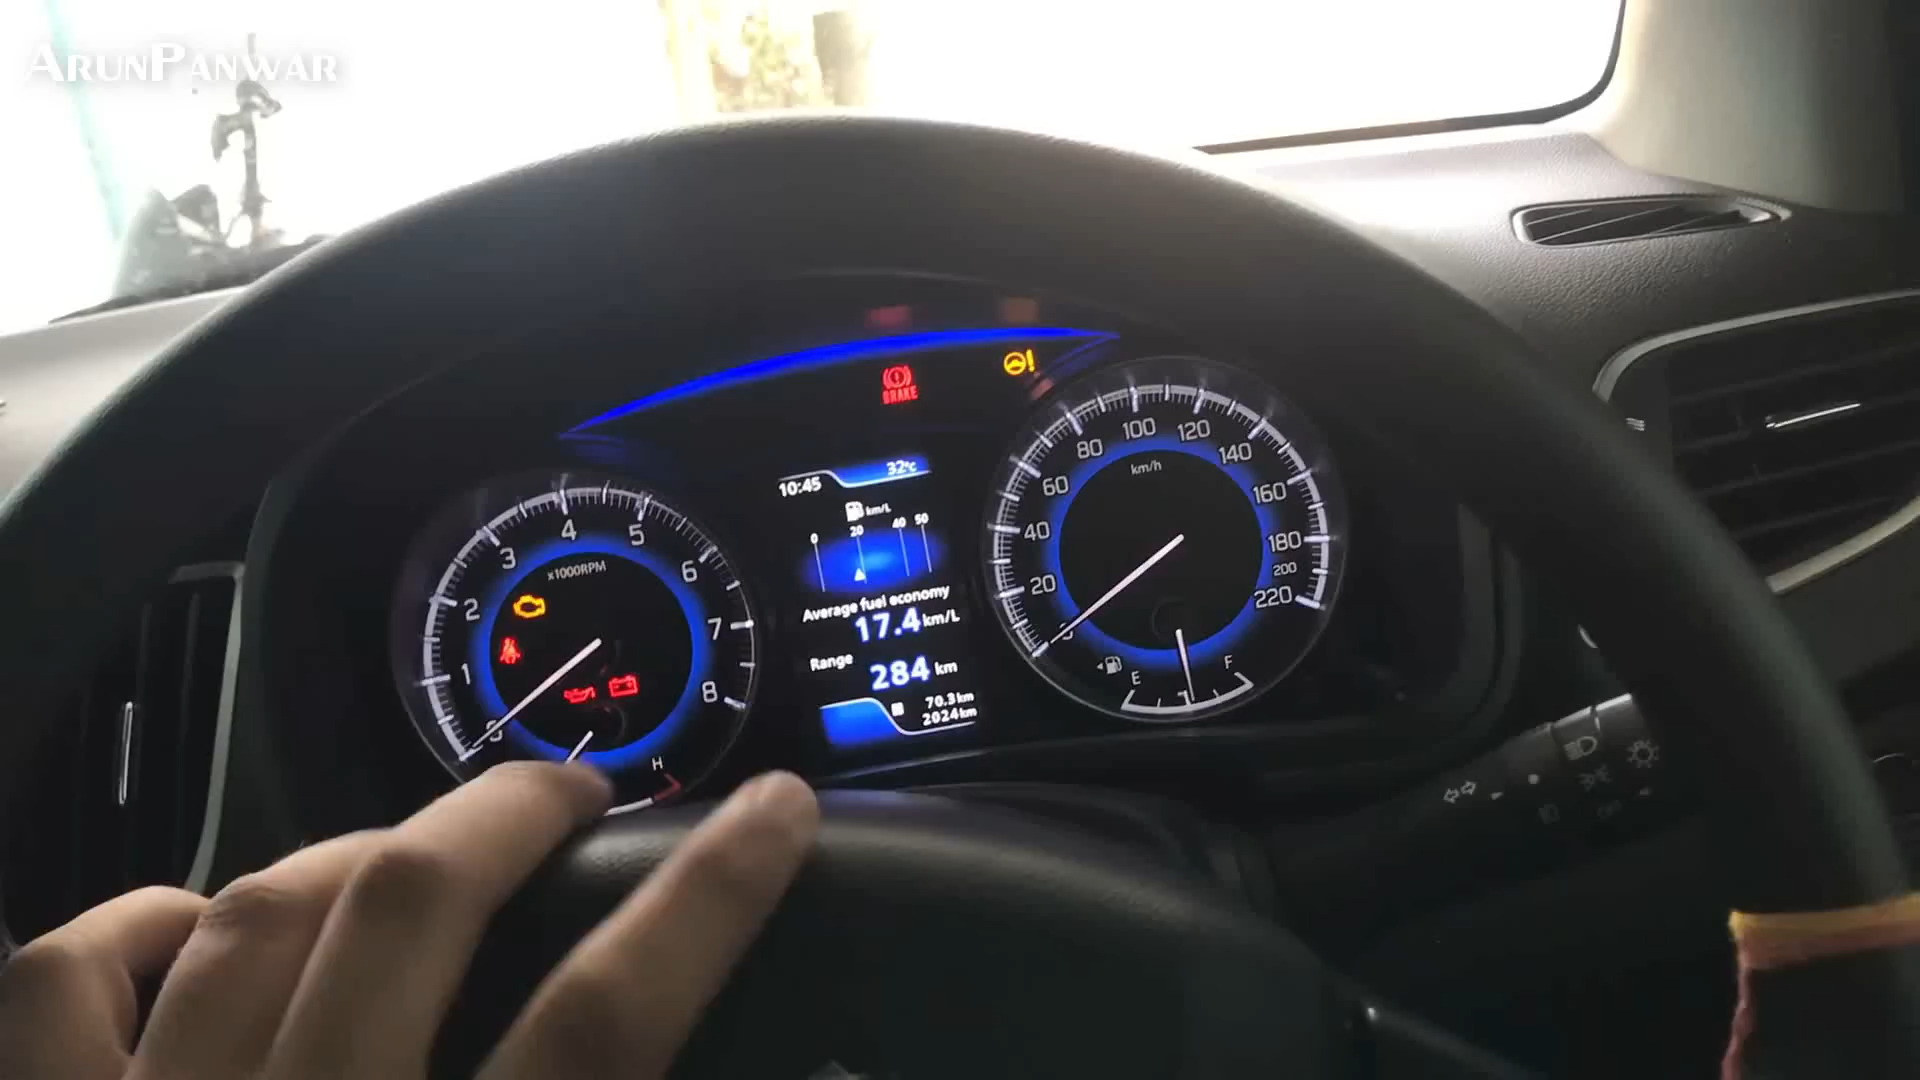 ArunPanwar
BRAKE
32°C
10:45
km/L
0 20 40 50
Average fuel economy
17.4 km/L
Range
284 km
70.3 km
2024 km
x1000RPM
1 2 3 4 5 6 7 8
H
km/h
20 40 60 80 100 120 140 160 180 200 220
E F